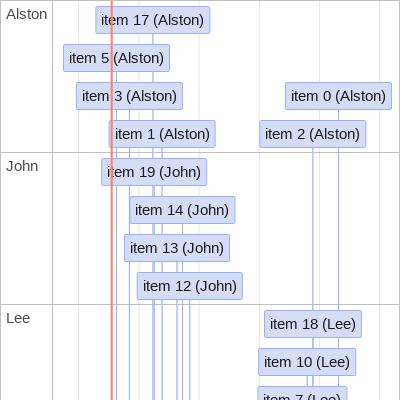 Alston
item 17 (Alston)
item 5 (Alston)
item 3 (Alston)
item 0 (Alston)
item 1 (Alston)
item 2 (Alston)
John
item 19 (John)
item 14 (John)
item 13 (John)
item 12 (John)
Lee
item 18 (Lee)
item 10 (Lee)
item 7 (Lee)